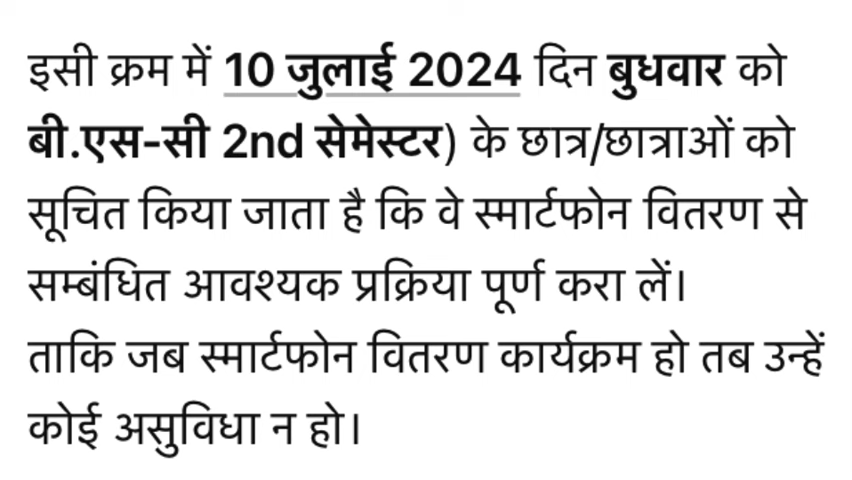 इसी क्रम में 10 जुलाई 2024 दिन बुधवार को
बी.एस-सी 2nd सेमेस्टर) के छात्र/छात्राओं को
सूचित किया जाता है कि वे स्मार्टफोन वितरण से
सम्बंधित आवश्यक प्रक्रिया पूर्ण करा लें।
ताकि जब स्मार्टफोन वितरण कार्यक्रम हो तब उन्हें
कोई असुविधा न हो।